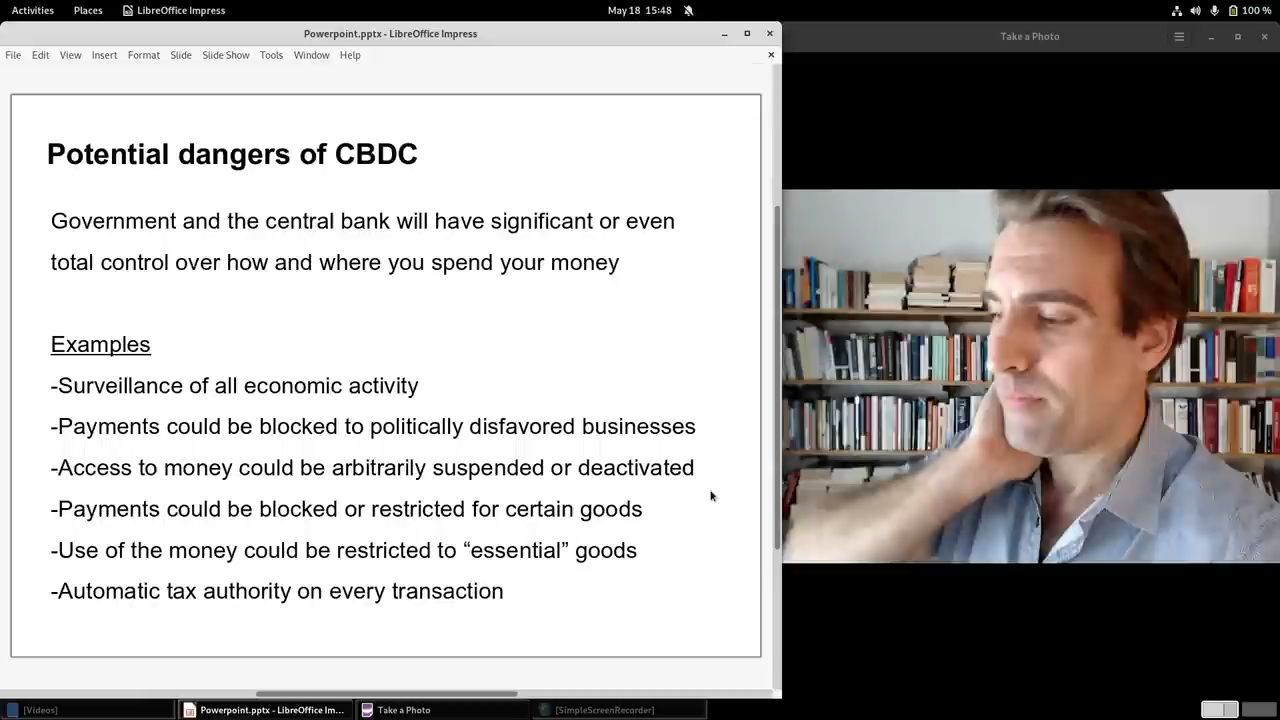 Activities Places LibreOffice Impress May 18 15:48 100 %
Powerpoint.pptx - LibreOffice Impress
Take a Photo
File Edit View Insert Format Slide Slide Show Tools Window Help
Potential dangers of CBDC
Government and the central bank will have significant or even
total control over how and where you spend your money
Examples
-Surveillance of all economic activity
-Payments could be blocked to politically disfavored businesses
-Access to money could be arbitrarily suspended or deactivated
-Payments could be blocked or restricted for certain goods
-Use of the money could be restricted to “essential” goods
-Automatic tax authority on every transaction
[Videos] Powerpoint.pptx - LibreOffice Im... Take a Photo [SimpleScreenRecorder]